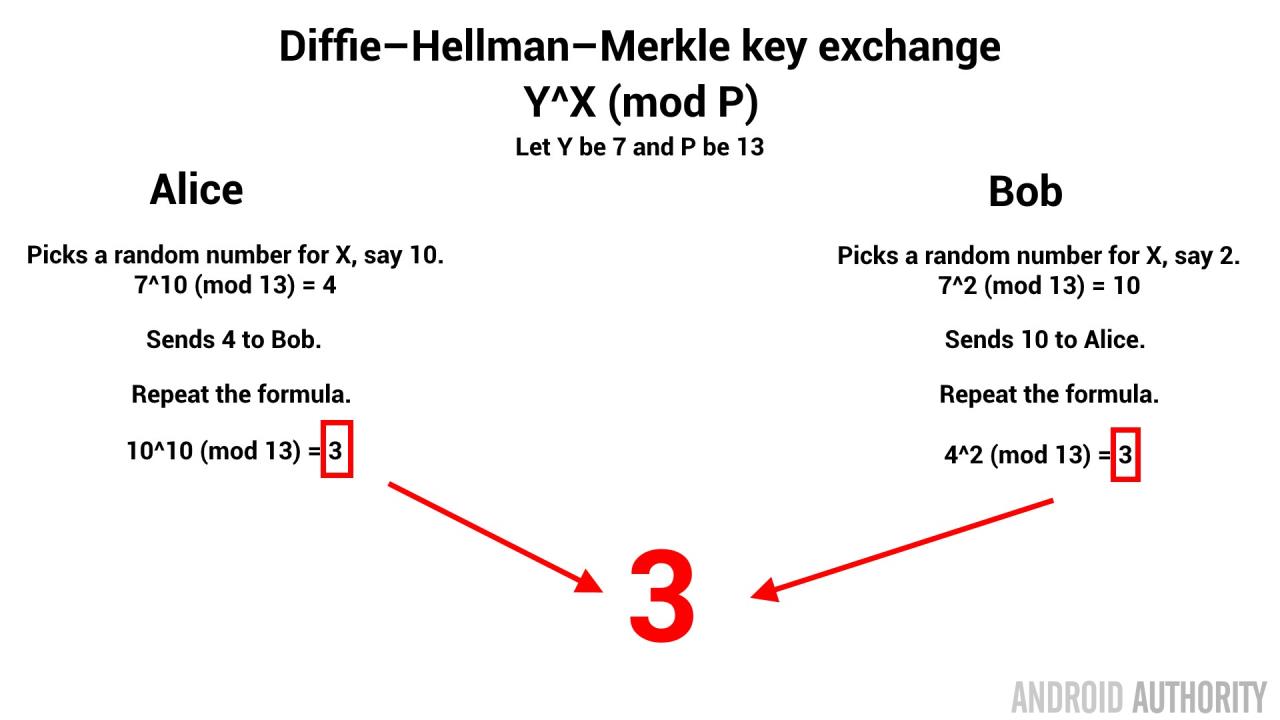 Diffie–Hellman–Merkle key exchange
Y^X (mod P)
Let Y be 7 and P be 13
Alice
Picks a random number for X, say 10.
7^10 (mod 13) = 4
Sends 4 to Bob.
Repeat the formula.
10^10 (mod 13) = 3
Bob
Picks a random number for X, say 2.
7^2 (mod 13) = 10
Sends 10 to Alice.
Repeat the formula.
4^2 (mod 13) = 3
3
ANDROID AUTHORITY